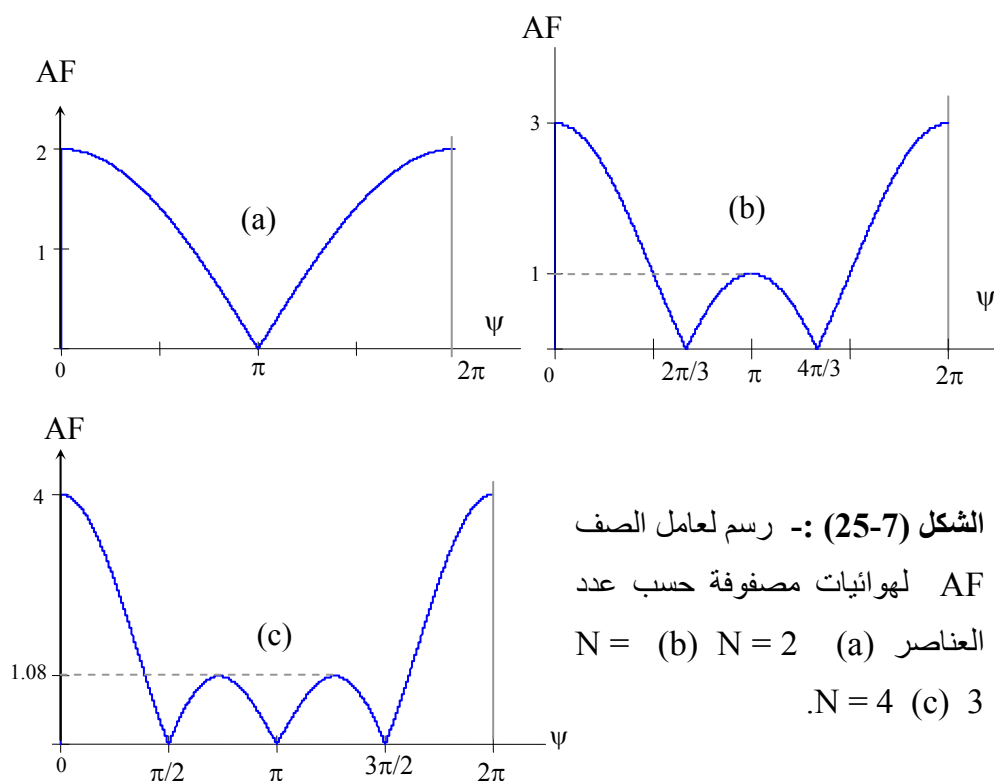 AF
2
1
(a)
ψ
0
π
2π
AF
3
1
(b)
ψ
0
2π/3
π
4π/3
2π
AF
4
1.08
(c)
ψ
0
π/2
π
3π/2
2π
الشكل (7-25) :- رسم لعامل الصف
AF لهوائيات مصفوفة حسب عدد
العناصر (a) N = 2 (b) N =
3 (c) N = 4.